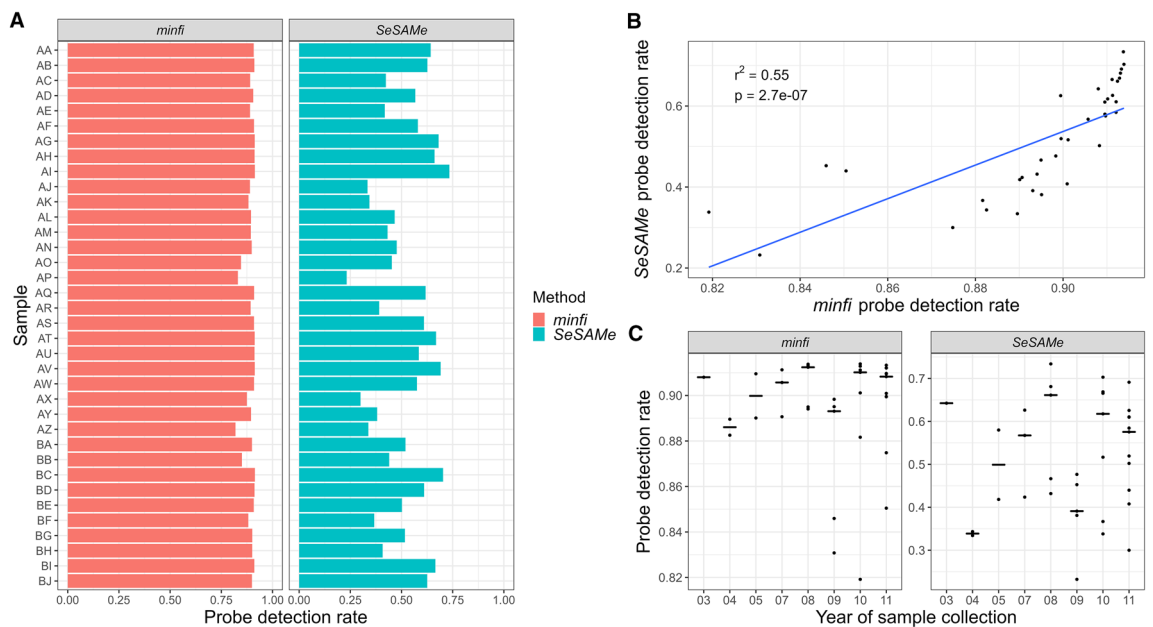 A
minfi
SeSAMe
Sample
AA
AB
AC
AD
AE
AF
AG
AH
AI
AJ
AK
AL
AM
AN
AO
AP
AQ
AR
AS
AT
AU
AV
AW
AX
AY
AZ
BA
BB
BC
BD
BE
BF
BG
BH
BI
BJ
0.00 0.25 0.50 0.75 1.00 0.00 0.25 0.50 0.75 1.00
Probe detection rate
Method
minfi
SeSAMe
B
SeSAMe probe detection rate
r² = 0.55
p = 2.7e-07
0.6
0.4
0.2
0.82 0.84 0.86 0.88 0.90
minfi probe detection rate
C
minfi
SeSAMe
Probe detection rate
0.90
0.88
0.86
0.84
0.82
0.7
0.6
0.5
0.4
0.3
03 04 05 07 08 09 10 11 03 04 05 07 08 09 10 11
Year of sample collection